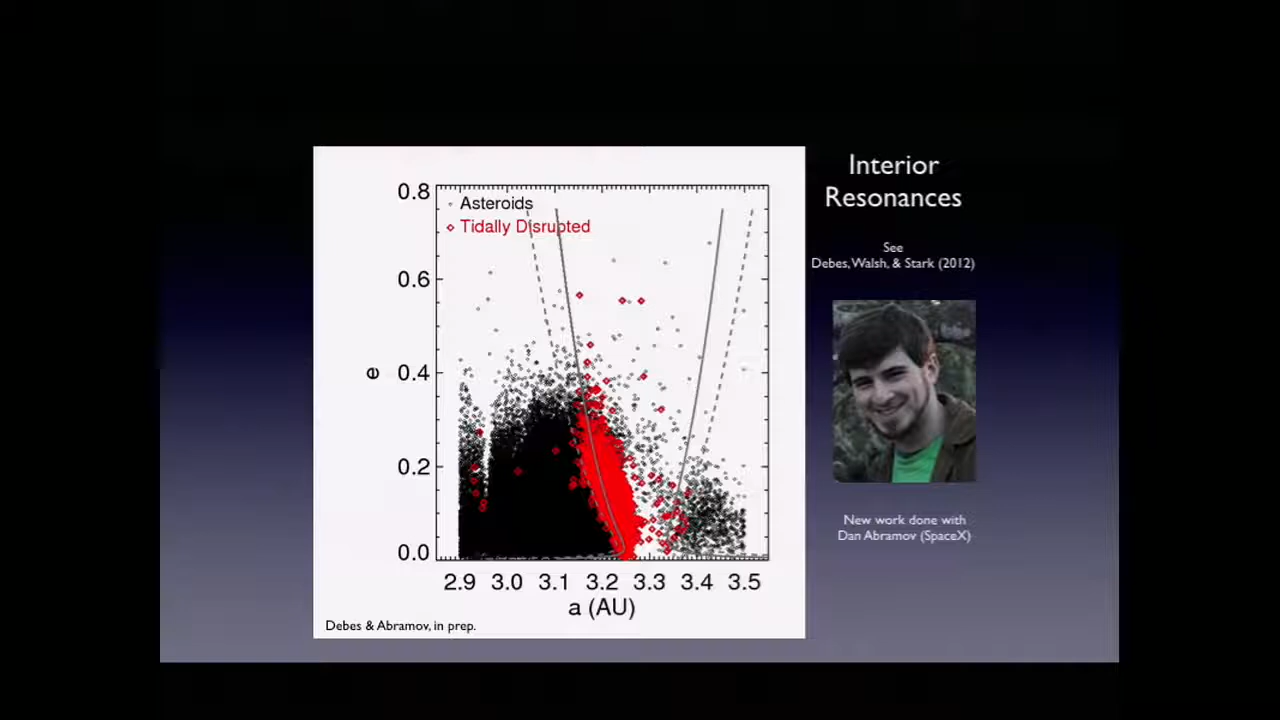 Interior
Resonances
See
Debes, Walsh, & Stark (2012)
New work done with
Dan Abramov (SpaceX)
Asteroids
Tidally Disrupted
0.8
0.6
0.4
0.2
0.0
e
2.9 3.0 3.1 3.2 3.3 3.4 3.5
a (AU)
Debes & Abramov, in prep.